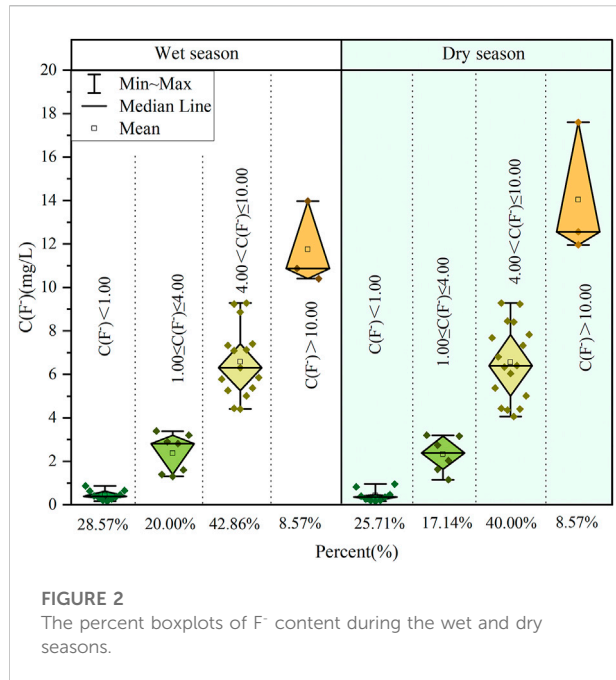 Wet season
Dry season
20
18
16
14
12
10
8
6
4
2
0
C(F⁻)(mg/L)
Min~Max
Median Line
Mean
C(F⁻)<1.00
1.00≤C(F⁻)≤4.00
4.00<C(F⁻)≤10.00
C(F⁻)>10.00
C(F⁻)<1.00
1.00≤C(F⁻)≤4.00
4.00<C(F⁻)≤10.00
C(F⁻)>10.00
28.57% 20.00% 42.86% 8.57% 25.71% 17.14% 40.00% 8.57%
Percent(%)
FIGURE 2
The percent boxplots of F⁻ content during the wet and dry
seasons.